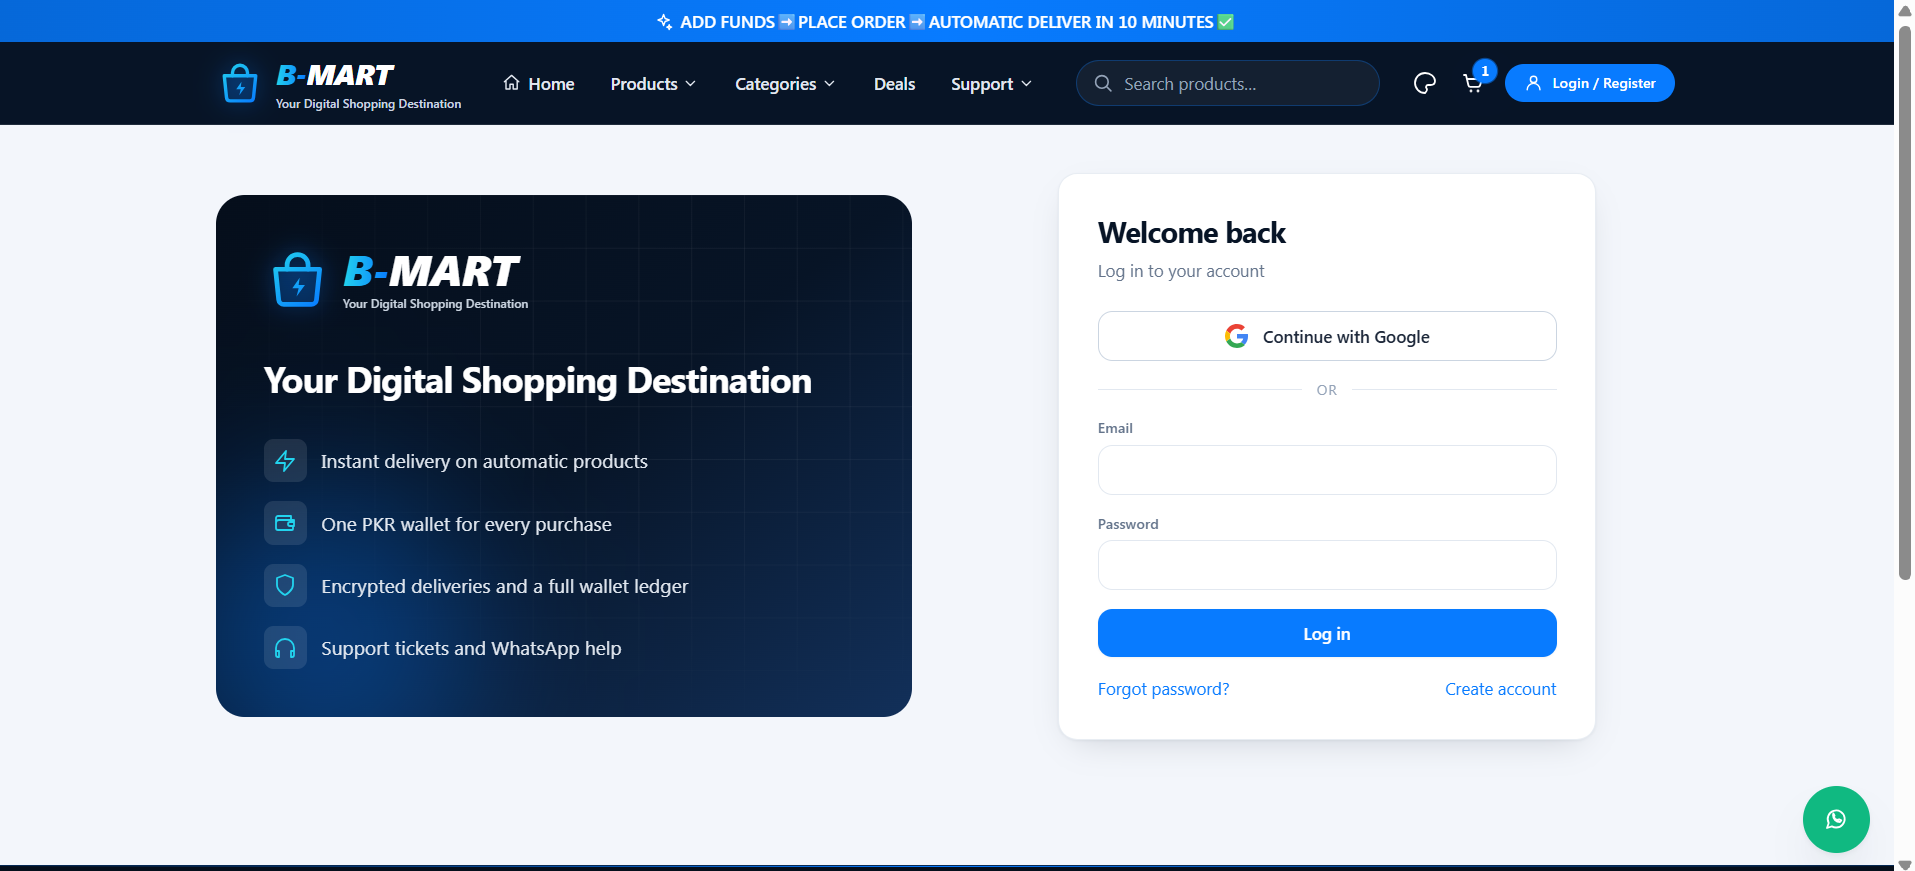 ADD FUNDS ➡️ PLACE ORDER ➡️ AUTOMATIC DELIVER IN 10 MINUTES ✅
B-MART
Your Digital Shopping Destination
Home
Products
Categories
Deals
Support
Search products...
1
Login / Register
B-MART
Your Digital Shopping Destination
Your Digital Shopping Destination
Instant delivery on automatic products
One PKR wallet for every purchase
Encrypted deliveries and a full wallet ledger
Support tickets and WhatsApp help
Welcome back
Log in to your account
Continue with Google
OR
Email
Password
Log in
Forgot password?
Create account